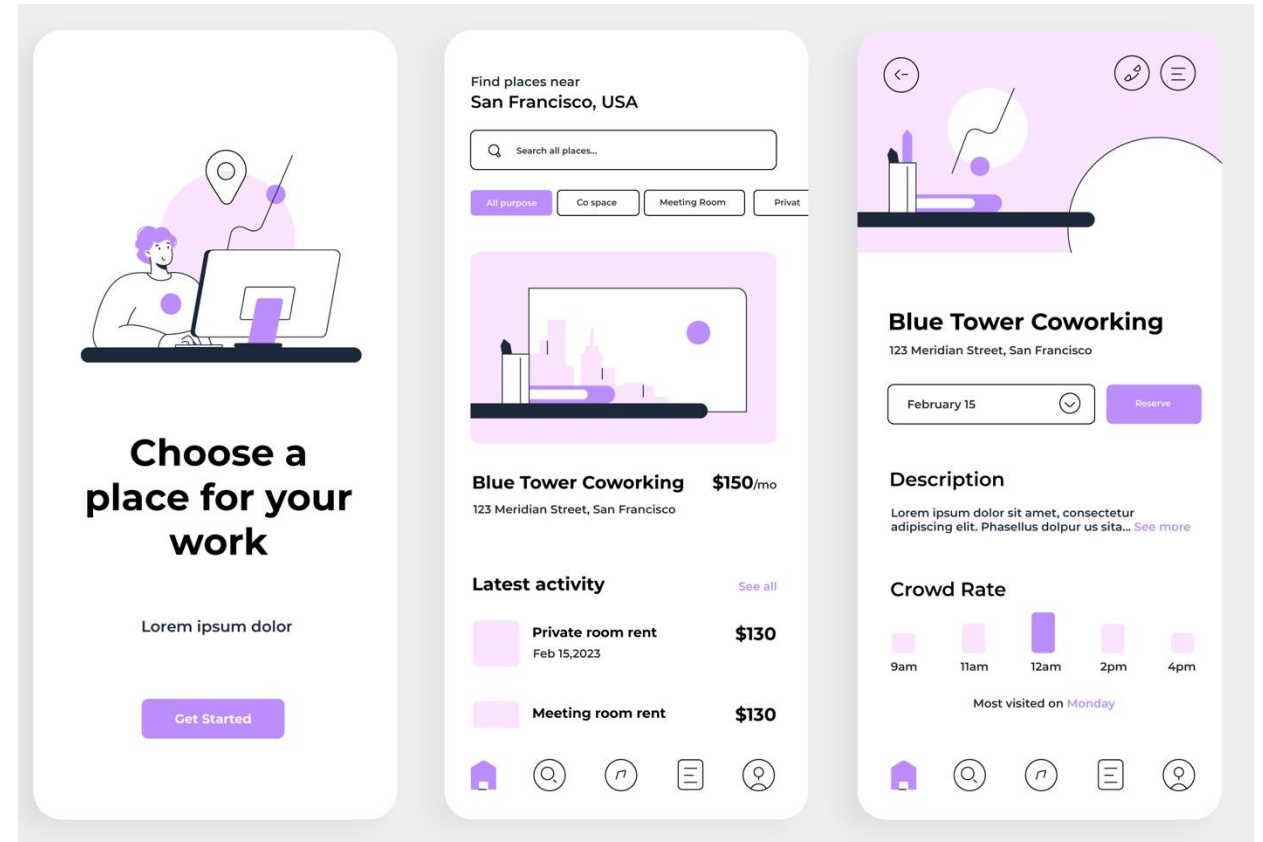 Choose a
place for your
work
Lorem ipsum dolor
Get Started
Find places near
San Francisco, USA
Search all places...
All purpose
Co space
Meeting Room
Privat
Blue Tower Coworking
$150/mo
123 Meridian Street, San Francisco
Latest activity
See all
Private room rent
$130
Feb 15,2023
Meeting room rent
$130
Blue Tower Coworking
123 Meridian Street, San Francisco
February 15
Reserve
Description
Lorem ipsum dolor sit amet, consectetur
adipiscing elit. Phasellus dolpur us sita... See more
Crowd Rate
9am
11am
12am
2pm
4pm
Most visited on Monday